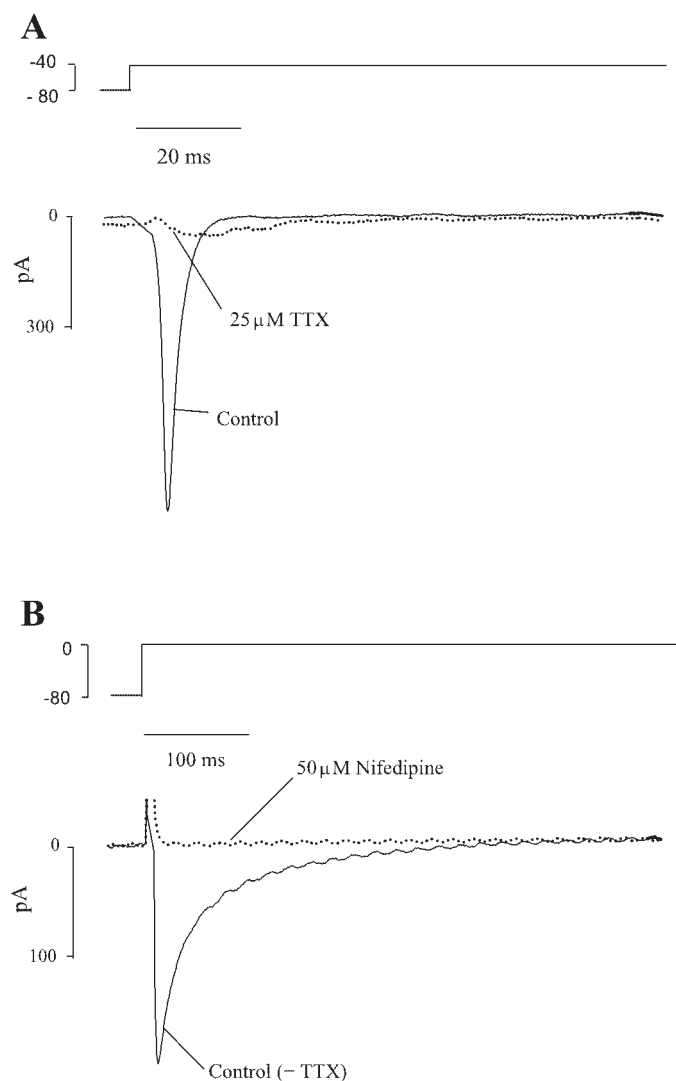 A
-40
- 80
20 ms
0
pA
25 μM TTX
300
Control
B
0
-80
100 ms
50 μM Nifedipine
0
pA
100
Control (− TTX)